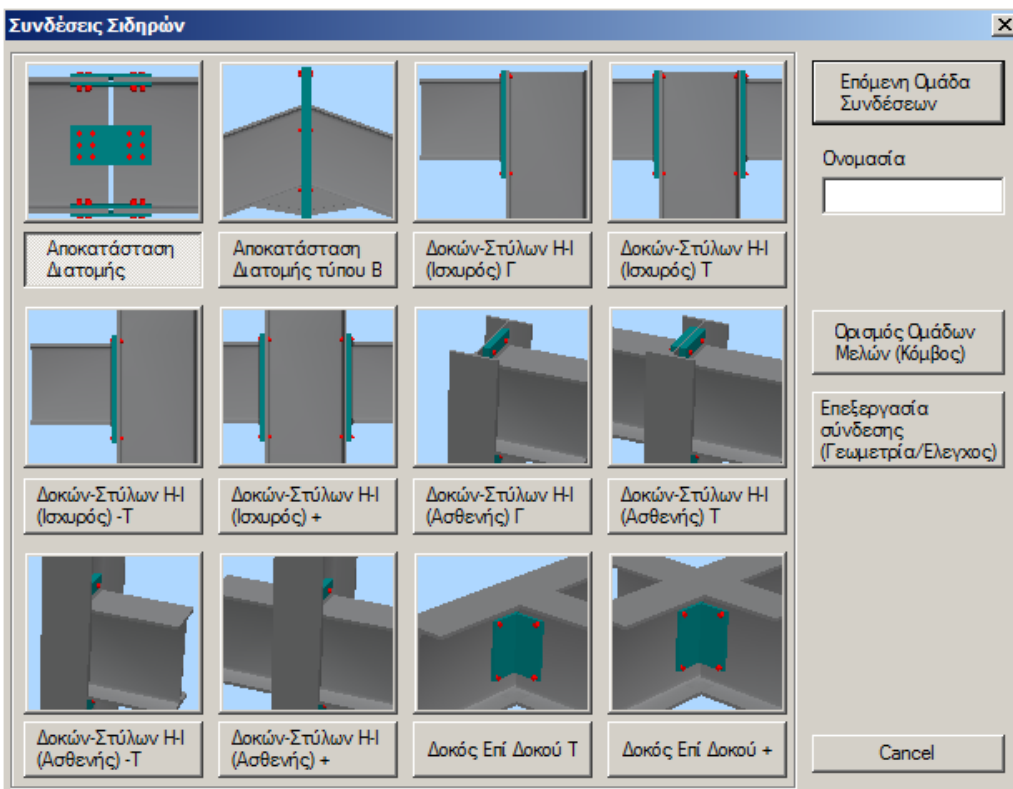 Συνδέσεις Σιδηρών
Αποκατάσταση
Διατομής
Αποκατάσταση
Διατομής τύπου Β
Δοκών-Στύλων Η-Ι
(Ισχυρός) Γ
Δοκών-Στύλων Η-Ι
(Ισχυρός) Τ
Επόμενη Ομάδα
Συνδέσεων
Ονομασία
Δοκών-Στύλων Η-Ι
(Ισχυρός) -Τ
Δοκών-Στύλων Η-Ι
(Ισχυρός) +
Δοκών-Στύλων Η-Ι
(Ασθενής) Γ
Δοκών-Στύλων Η-Ι
(Ασθενής) Τ
Ορισμός Ομάδων
Μελών (Κόμβος)
Επεξεργασία
σύνδεσης
(Γεωμετρία/Ελεγχος)
Δοκών-Στύλων Η-Ι
(Ασθενής) -Τ
Δοκών-Στύλων Η-Ι
(Ασθενής) +
Δοκός Επί Δοκού Τ
Δοκός Επί Δοκού +
Cancel